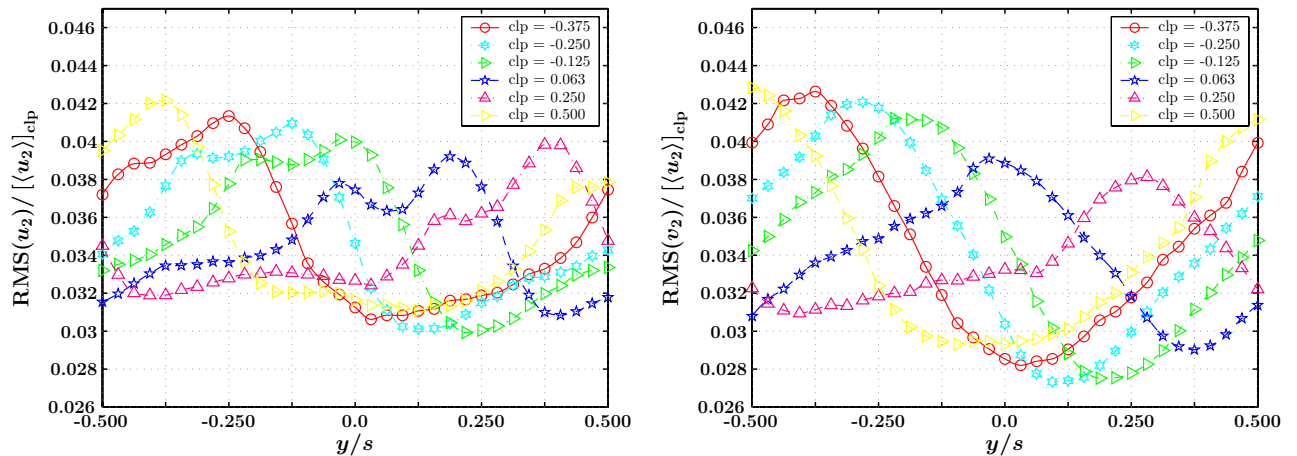 0.046
0.044
0.042
0.04
0.038
0.036
0.034
0.032
0.03
0.028
0.026
RMS(u₂) / [⟨u₂⟩]clp
clp = -0.375
clp = -0.250
clp = -0.125
clp = 0.063
clp = 0.250
clp = 0.500
-0.500 -0.250 0.0 0.250 0.500
y/s
0.046
0.044
0.042
0.04
0.038
0.036
0.034
0.032
0.03
0.028
0.026
RMS(v₂) / [⟨u₂⟩]clp
clp = -0.375
clp = -0.250
clp = -0.125
clp = 0.063
clp = 0.250
clp = 0.500
-0.500 -0.250 0.0 0.250 0.500
y/s